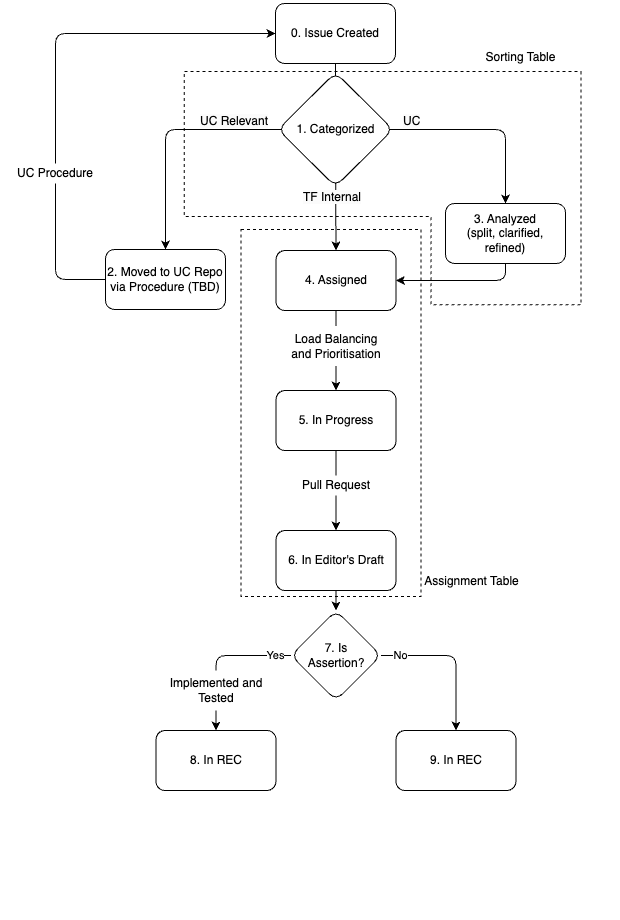 0. Issue Created
Sorting Table
UC Relevant
1. Categorized
UC
UC Procedure
TF Internal
3. Analyzed
(split, clarified,
refined)
2. Moved to UC Repo
via Procedure (TBD)
4. Assigned
Load Balancing
and Prioritisation
5. In Progress
Pull Request
6. In Editor's Draft
Assignment Table
7. Is
Assertion?
Yes
No
Implemented and
Tested
8. In REC
9. In REC